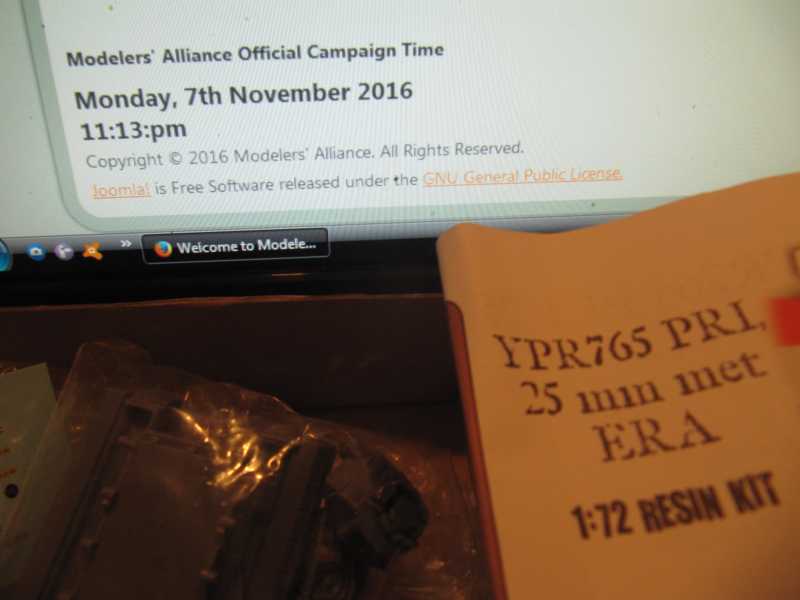 Modelers' Alliance Official Campaign Time
Monday, 7th November 2016
11:13:pm
Copyright © 2016 Modelers' Alliance. All Rights Reserved.
Joomla! is Free Software released under the GNU General Public License.
» Welcome to Modele...
YPR765 PRI,
25 mm met
ERA
1:72 RESIN KIT